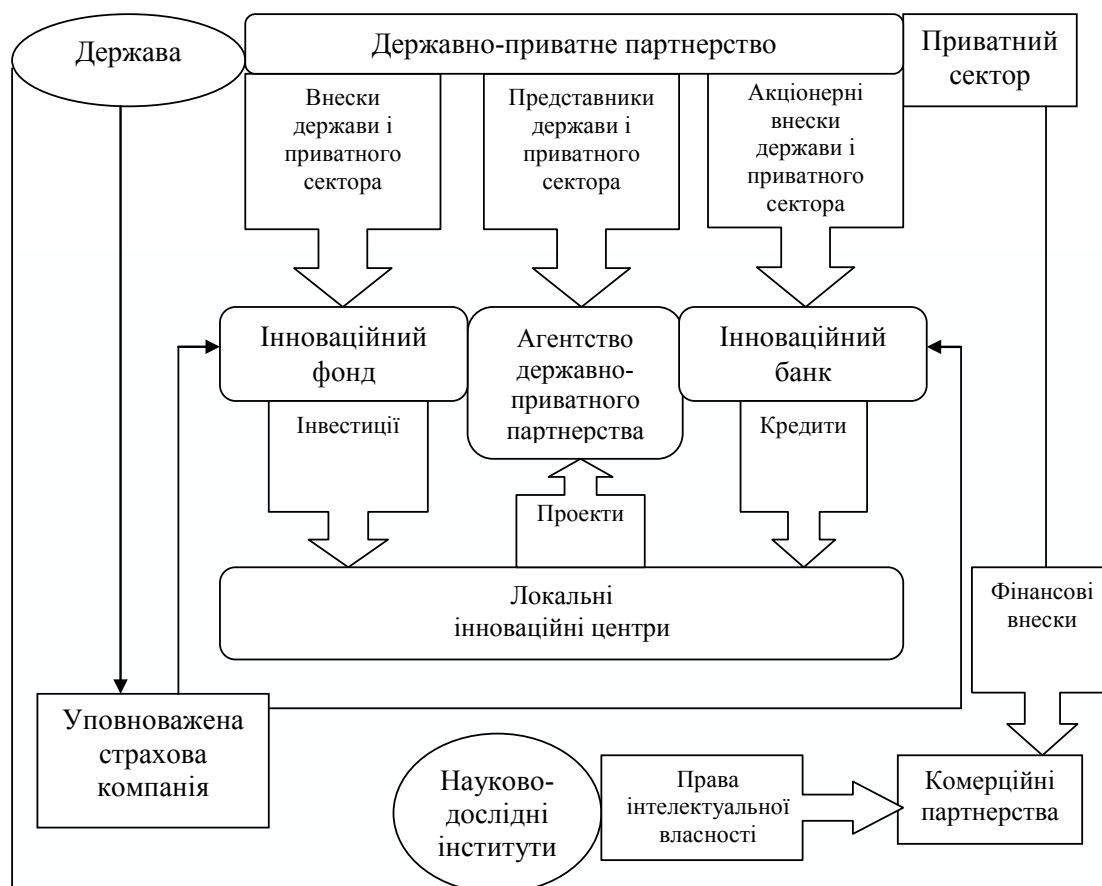 Держава
Державно-приватне партнерство
Приватний
сектор
Внески
держави і
приватного
сектора
Представники
держави і
приватного
сектора
Акціонерні
внески
держави і
приватного
сектора
Інноваційний
фонд
Агентство
державно-
приватного
партнерства
Інноваційний
банк
Інвестиції
Проекти
Кредити
Локальні
інноваційні центри
Фінансові
внески
Уповноважена
страхова
компанія
Науково-
дослідні
інститути
Права
інтелектуальної
власності
Комерційні
партнерства